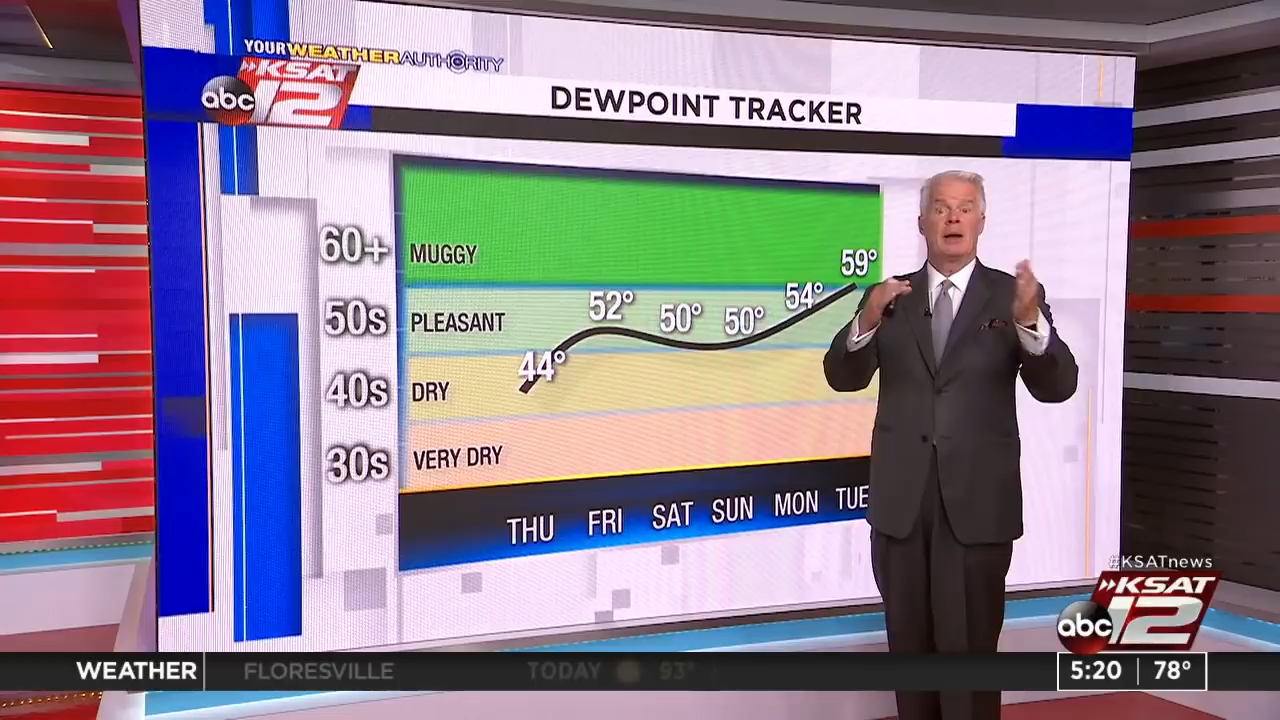 YOUR WEATHER AUTHORITY
»KSAT
abc 12
DEWPOINT TRACKER
60+ MUGGY
50s PLEASANT
40s DRY
30s VERY DRY
44° 52° 50° 50° 54° 59°
THU FRI SAT SUN MON TUE
#KSATnews
»KSAT
abc 12
WEATHER FLORESVILLE TODAY 93° 5:20 78°